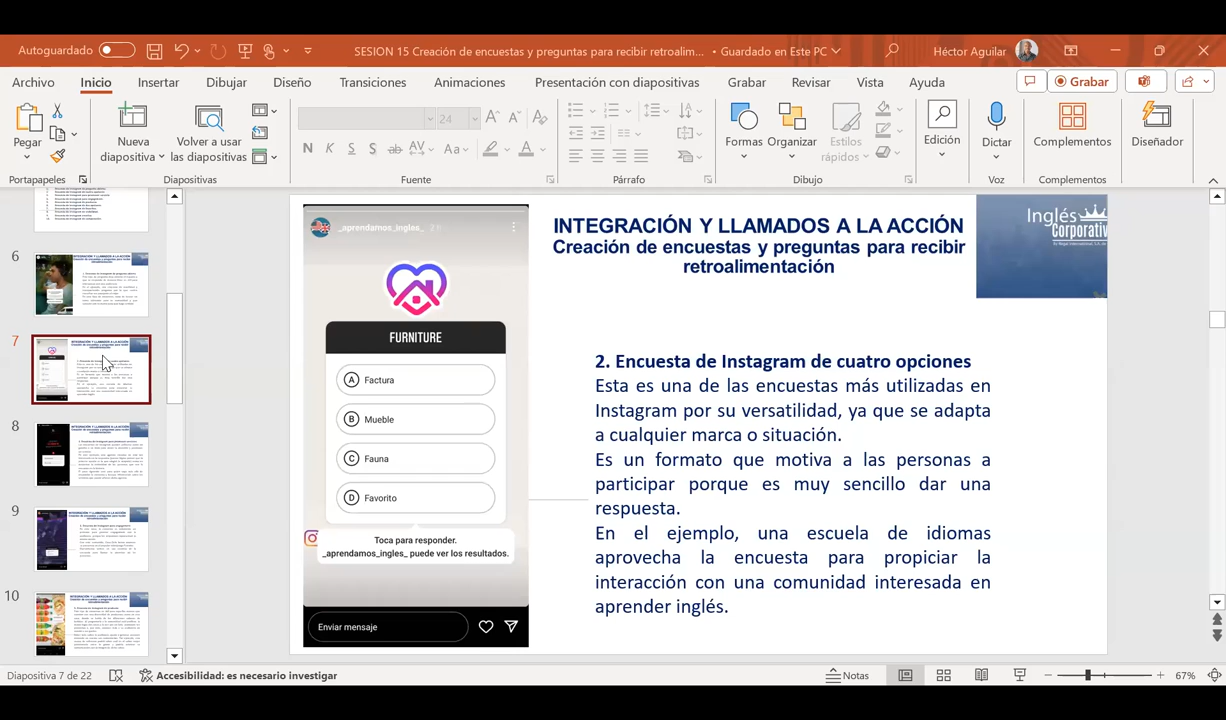 Autoguardado
SESION 15 Creación de encuestas y preguntas para recibir retroalim... • Guardado en Este PC
Héctor Aguilar
Archivo Inicio Insertar Dibujar Diseño Transiciones Animaciones Presentación con diapositivas Grabar Revisar Vista Ayuda
Grabar
Pegar
Nueva diapositiva
Volver a usar las diapositivas
24
N K S S ab AV Aa A
Formas
Organizar
Estilos rápidos
Edición
Dictar
Complementos
Diseñador
Portapapeles Diapositivas Fuente Párrafo Dibujo Voz Complementos
6
7
8
9
10
_aprendamos_ingles_ 2 h
FURNITURE
A Factura
B Mueble
C Fauna
D Favorito
Toca para responder.
_aprendamos_ingles_ puede ver los resultados.
Enviar mensaje
INTEGRACIÓN Y LLAMADOS A LA ACCIÓN
Creación de encuestas y preguntas para recibir
retroalimentación
Inglés
Corporativ
2. Encuesta de Instagram de cuatro opciones
Esta es una de las encuestas más utilizadas en
Instagram por su versatilidad, ya que se adapta
a cualquier marca o situación.
Es un formato que motiva a las personas a
participar porque es muy sencillo dar una
respuesta.
En el ejemplo, una escuela de idiomas
aprovecha la encuesta para propiciar la
interacción con una comunidad interesada en
aprender inglés.
Diapositiva 7 de 22
Accesibilidad: es necesario investigar
Notas
67%